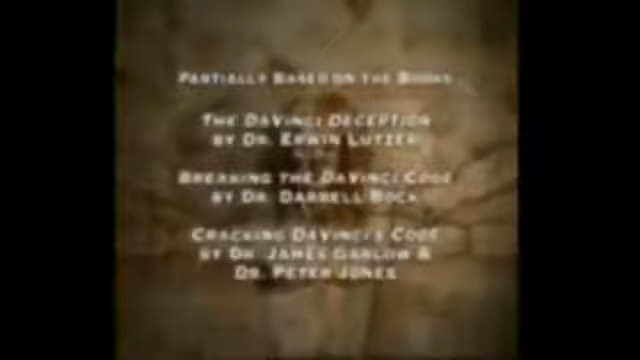 PARTIALLY BASED ON THE BOOKS
THE DAVINCI DECEPTION
BY DR. ERWIN LUTZER
BREAKING THE DAVINCI CODE
BY DR. DARRELL BOCK
CRACKING DAVINCI'S CODE
BY DR. JAMES GARLOW &
DR. PETER JONES